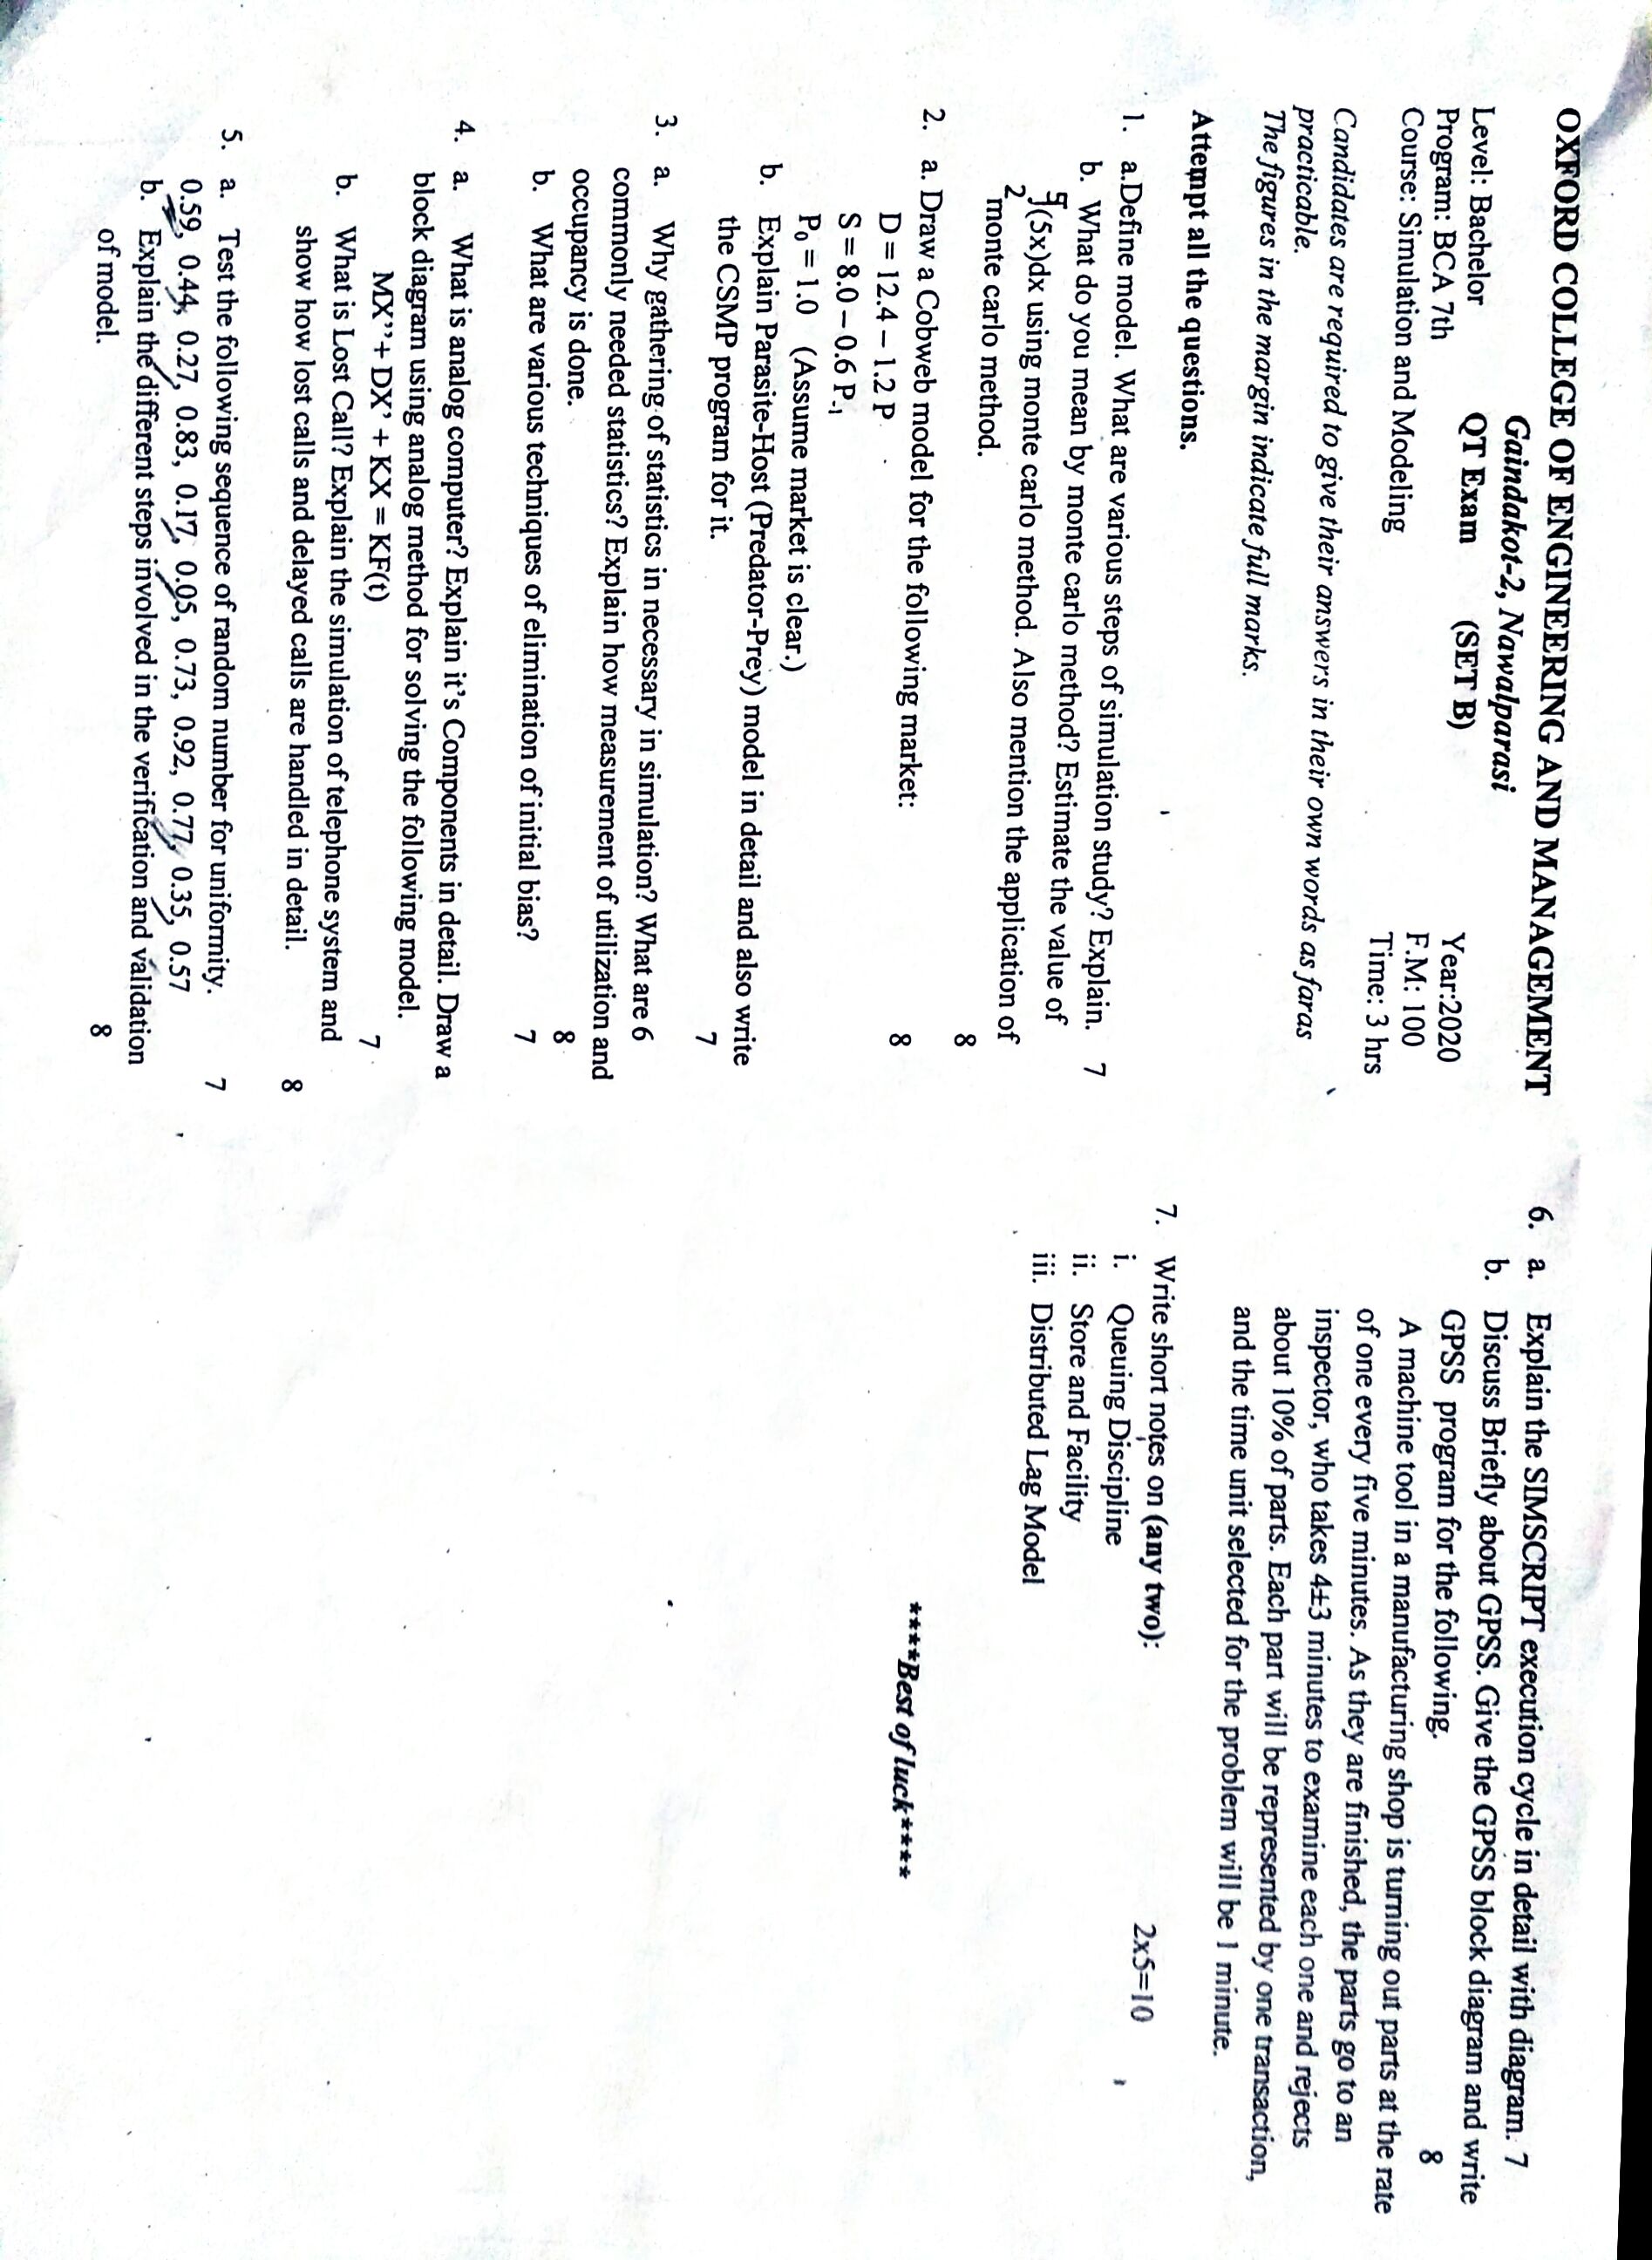 OXFORD COLLEGE OF ENGINEERING AND MANAGEMENT
Gaindakot-2, Nawalparasi
Level: Bachelor QT Exam (SET B) Year:2020
Program: BCA 7th F.M: 100
Course: Simulation and Modeling Time: 3 hrs
Candidates are required to give their answers in their own words as faras
practicable.
The figures in the margin indicate full marks.
Attempt all the questions.
1. a.Define model. What are various steps of simulation study? Explain. 7
b. What do you mean by monte carlo method? Estimate the value of
2∫9(5x)dx using monte carlo method. Also mention the application of
monte carlo method. 8
2. a. Draw a Cobweb model for the following market: 8
D = 12.4 – 1.2 P
S = 8.0 – 0.6 P-1
P0 = 1.0 (Assume market is clear.)
b. Explain Parasite-Host (Predator-Prey) model in detail and also write
the CSMP program for it. 7
3. a. Why gathering of statistics in necessary in simulation? What are 6
commonly needed statistics? Explain how measurement of utilization and
occupancy is done. 8
b. What are various techniques of elimination of initial bias? 7
4. a. What is analog computer? Explain it's Components in detail. Draw a
block diagram using analog method for solving the following model.
MX''+ DX' + KX = KF(t) 7
b. What is Lost Call? Explain the simulation of telephone system and
show how lost calls and delayed calls are handled in detail. 8
5. a. Test the following sequence of random number for uniformity. 7
0.59, 0.44, 0.27, 0.83, 0.17, 0.05, 0.73, 0.92, 0.77, 0.35, 0.57
b. Explain the different steps involved in the verification and validation
of model. 8
6. a. Explain the SIMSCRIPT execution cycle in detail with diagram. 7
b. Discuss Briefly about GPSS. Give the GPSS block diagram and write
GPSS program for the following. 8
A machine tool in a manufacturing shop is turning out parts at the rate
of one every five minutes. As they are finished, the parts go to an
inspector, who takes 4±3 minutes to examine each one and rejects
about 10% of parts. Each part will be represented by one transaction,
and the time unit selected for the problem will be 1 minute.
7. Write short notes on (any two): 2x5=10
i. Queuing Discipline
ii. Store and Facility
iii. Distributed Lag Model
****Best of luck****